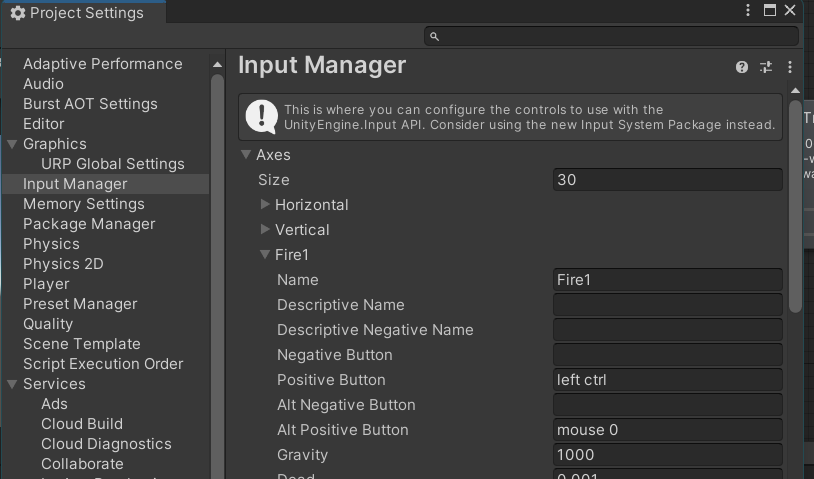 Project Settings
Adaptive Performance
Audio
Burst AOT Settings
Editor
Graphics
URP Global Settings
Input Manager
Memory Settings
Package Manager
Physics
Physics 2D
Player
Preset Manager
Quality
Scene Template
Script Execution Order
Services
Ads
Cloud Build
Cloud Diagnostics
Collaborate
Input Manager
This is where you can configure the controls to use with the
UnityEngine.Input API. Consider using the new Input System Package instead.
Axes
Size 30
Horizontal
Vertical
Fire1
Name Fire1
Descriptive Name
Descriptive Negative Name
Negative Button
Positive Button left ctrl
Alt Negative Button
Alt Positive Button mouse 0
Gravity 1000
Dead 0.001